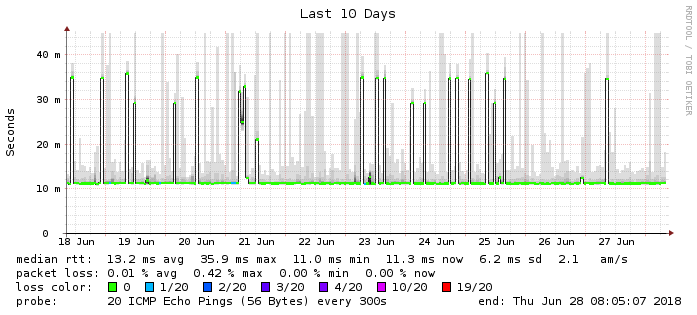 Last 10 Days
RRDTOOL / TOBI OETIKER
Seconds
40 m
30 m
20 m
10 m
0
18 Jun 19 Jun 20 Jun 21 Jun 22 Jun 23 Jun 24 Jun 25 Jun 26 Jun 27 Jun
median rtt: 13.2 ms avg 35.9 ms max 11.0 ms min 11.3 ms now 6.2 ms sd 2.1 am/s
packet loss: 0.01 % avg 0.42 % max 0.00 % min 0.00 % now
loss color: 0 1/20 2/20 3/20 4/20 10/20 19/20
probe: 20 ICMP Echo Pings (56 Bytes) every 300s end: Thu Jun 28 08:05:07 2018